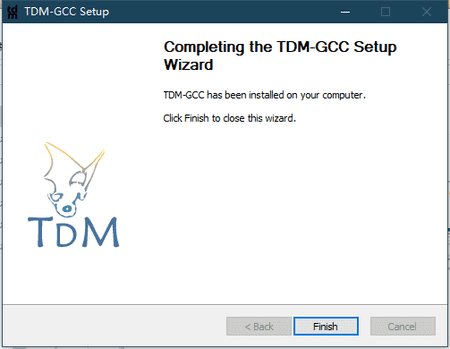 TDM-GCC Setup
Completing the TDM-GCC Setup
Wizard
TDM-GCC has been installed on your computer.
Click Finish to close this wizard.
TDM
< Back
Finish
Cancel